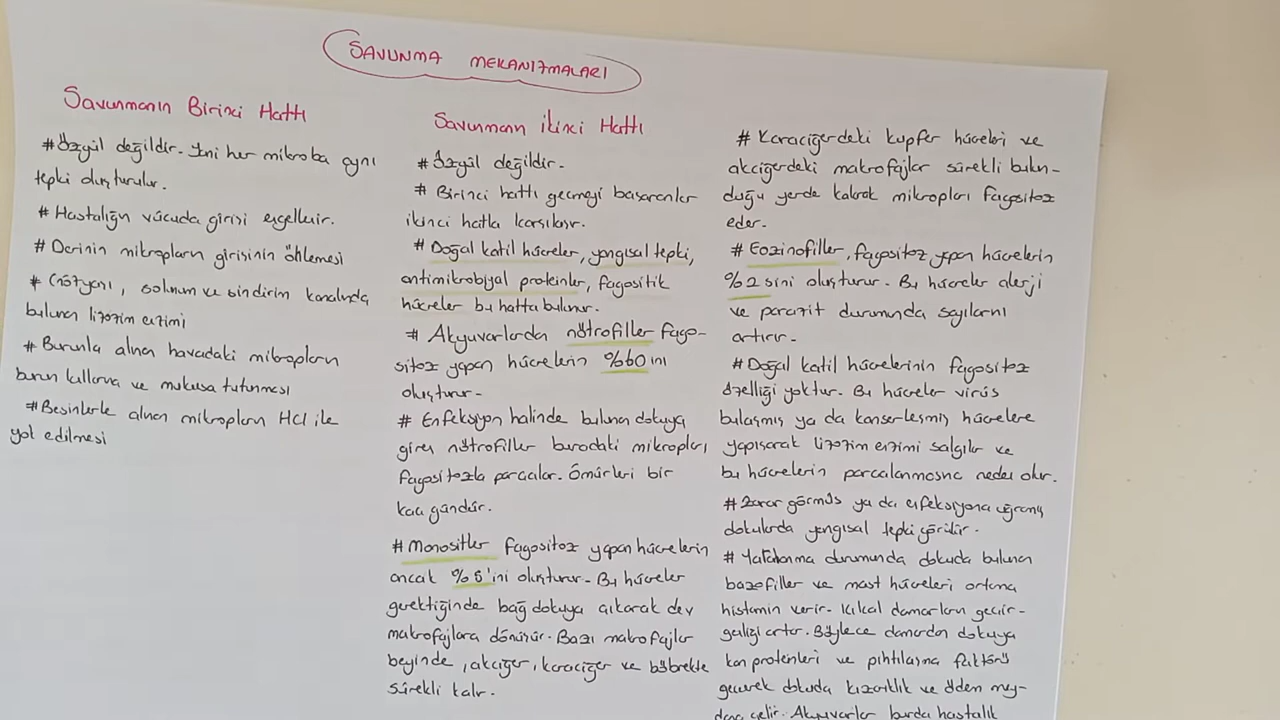 SAVUNMA MEKANIZMALARI
Savunmanın Birinci Hattı
#Özgül değildir. Yani her mikroba aynı
tepki oluşturulur.
#Hastalığın vücuda girişi engellenir.
# Derinin mikropların girişinin önlemesi
# Gözyaşı, solunum ve sindirim kanalında
bulunan lizozim enzimi
# Burunla alınan havadaki mikropların
burun kıllarına ve mukusa tutunması
#Besinlerle alınan mikropların HCl ile
yok edilmesi
Savunmanın İkinci Hattı
# Özgül değildir.
# Birinci hattı geçmeyi başaranlar
ikinci hatla karşılaşır.
#Doğal katil hücreler, yangısal tepki,
antimikrobiyal proteinler, fagositik
hücreler bu hatta bulunur.
# Akyuvarlarda nötrofiller fago-
sitoz yapan hücrelerin %60ını
oluşturur.
# Enfeksiyon halinde bulunan dokuya
giren nötrofiller buradaki mikropları
fagositozla parçalar. Ömürleri bir
kaç gündür.
#Monositler fagositoz yapan hücrelerin
ancak %5'ini oluşturur. Bu hücreler
gerektiğinde bağ dokuya çıkarak dev
makrofajlara dönüşür. Bazı makrofajlar
beyinde, akciğer, karaciğer ve böbrekte
sürekli kalır.
# Karaciğerdeki kupfer hücreleri ve
akciğerdeki makrofajlar sürekli bulun-
duğu yerde kalarak mikropları fagositoz
eder.
# Eozinofiller, fagositoz yapan hücrelerin
%2sini oluşturur. Bu hücreler alerji
ve parazit durumunda sayılarını
artırır.
#Doğal katil hücrelerinin fagositoz
özelliği yoktur. Bu hücreler virüs
bulaşmış ya da kanserleşmiş hücrelere
yapışarak lizozim enzimi salgılar ve
bu hücrelerin parçalanmasına neden olur.
#Zarar görmüş ya da enfeksiyona uğramış
dokularda yangısal tepki görülür.
# Yaralanma durumunda dokuda bulunan
bazofiller ve mast hücreleri ortama
histamin verir. Kılcal damarların geçir-
genliği artar. Böylece damardan dokuya
kan proteinleri ve pıhtılaşma faktörü
geçerek dokuda kızarıklık ve ödem mey-
dana gelir. Akyuvarlar burda hastalık